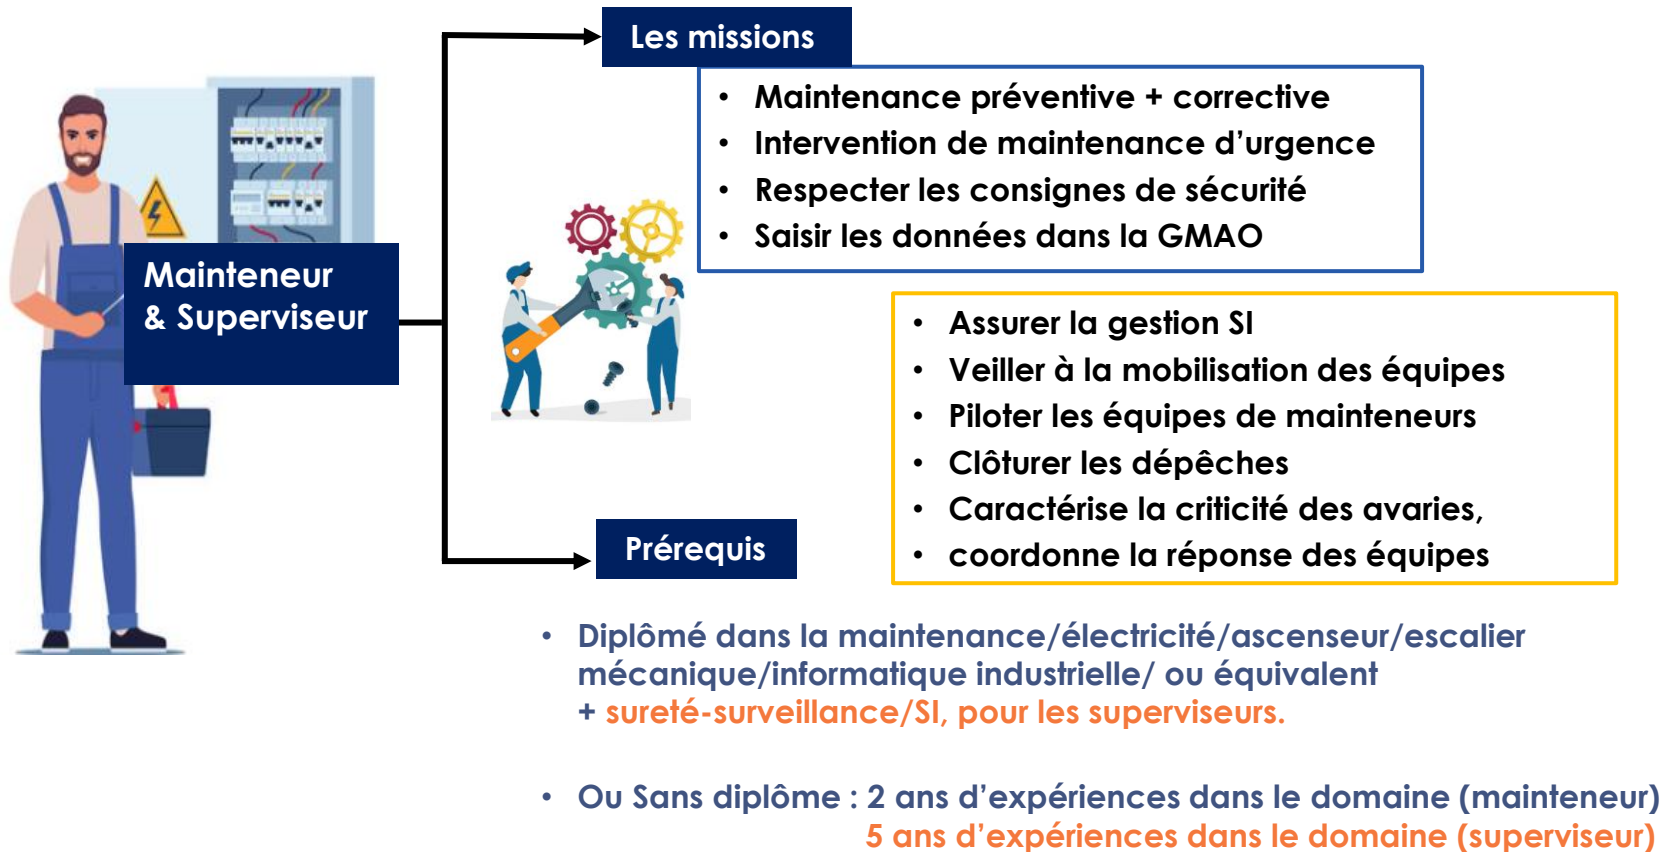 Les missions
• Maintenance préventive + corrective
• Intervention de maintenance d’urgence
• Respecter les consignes de sécurité
• Saisir les données dans la GMAO
Mainteneur
& Superviseur
• Assurer la gestion SI
• Veiller à la mobilisation des équipes
• Piloter les équipes de mainteneurs
• Clôturer les dépêches
• Caractérise la criticité des avaries,
• coordonne la réponse des équipes
Prérequis
• Diplômé dans la maintenance/électricité/ascenseur/escalier
mécanique/informatique industrielle/ ou équivalent
+ sureté-surveillance/SI, pour les superviseurs.
• Ou Sans diplôme : 2 ans d’expériences dans le domaine (mainteneur)
5 ans d’expériences dans le domaine (superviseur)